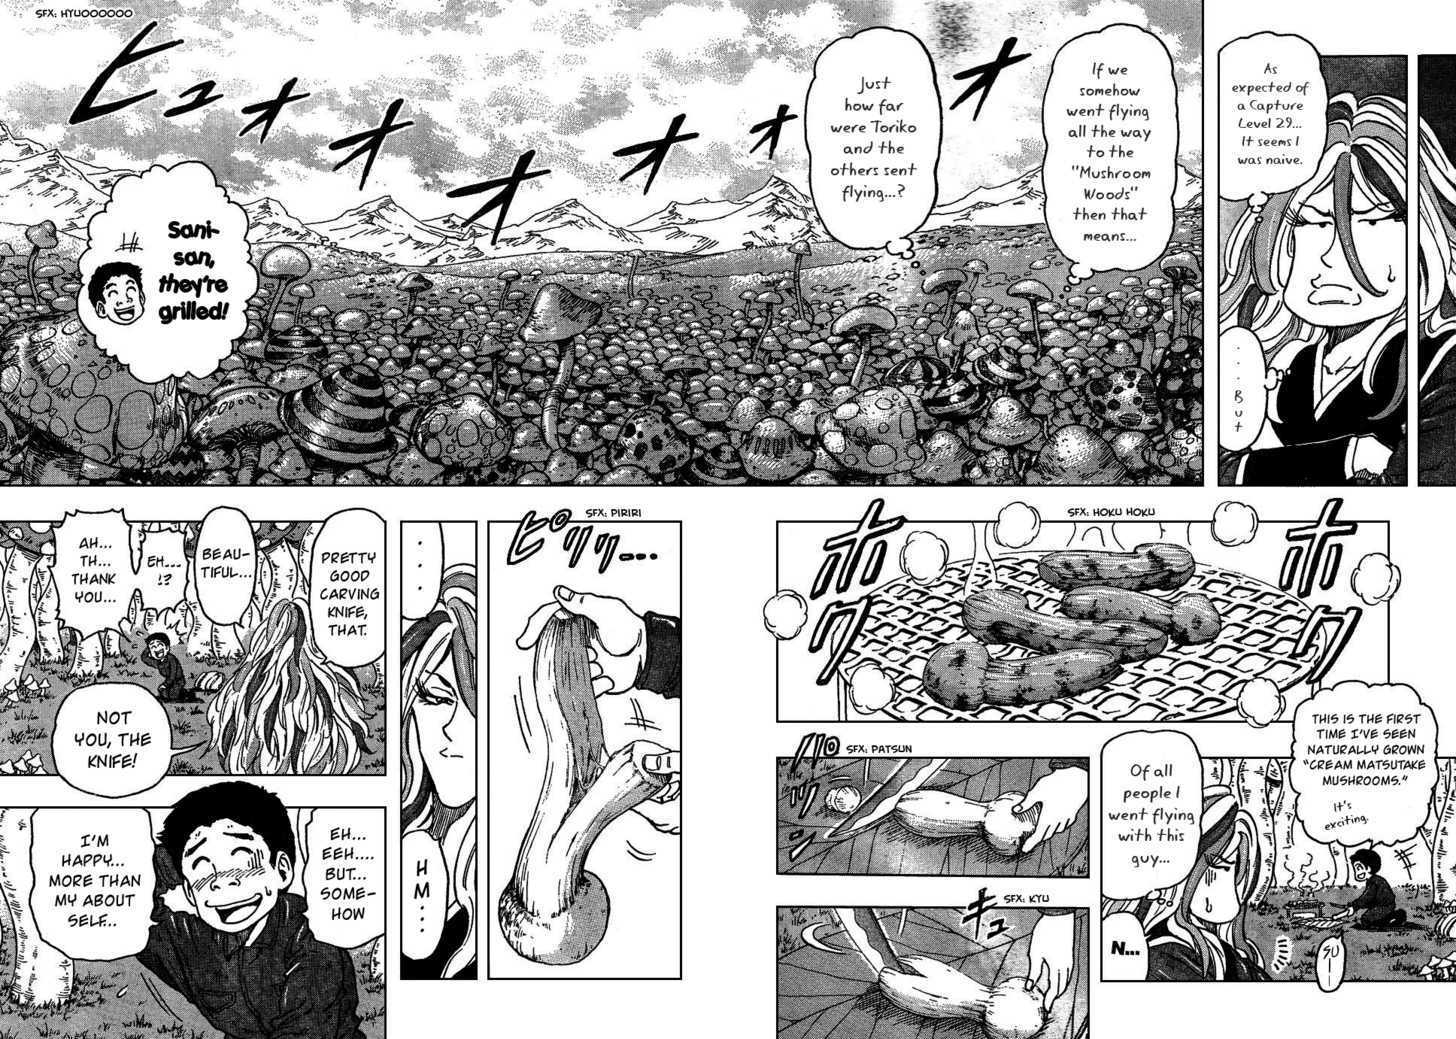 As
expected of
a Capture
Level 29...
It seems I
was naive.
....
But
If we
somehow
went flying
all the way
to the
"Mushroom
Woods"
then that
means...
Just
how far
were Toriko
and the
others sent
flying...?
SFX: HYUOOOOOO
ヒュオオオオオオ
Sani-
san,
they're
grilled!
SFX: HOKU HOKU
ホク
ホク
THIS IS THE FIRST
TIME I'VE SEEN
NATURALLY GROWN
"CREAM MATSUTAKE
MUSHROOMS."
It's
exciting.
Of all
people I
went flying
with this
guy...
N...
SU
SFX: PATSUN
パツン
SFX: KYU
キュ
SFX: PIRIRI
ピリリ...
...
HM...
PRETTY
GOOD
CARVING
KNIFE,
THAT.
BEAU-
TIFUL...
EH...
!?
AH...
TH...
THANK
YOU...
NOT
YOU, THE
KNIFE!
EH...
EEH....
BUT...
SOME-
HOW
I'M
HAPPY...
MORE THAN
MY ABOUT
SELF...